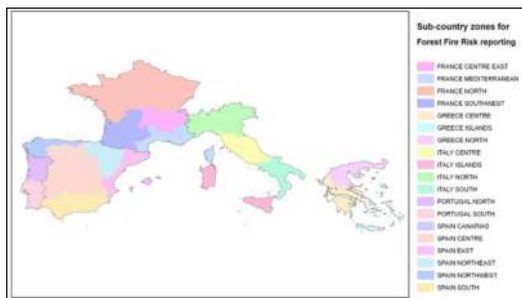 Sub-country zones for
Forest Fire Risk reporting
FRANCE CENTRE EAST
FRANCE MEDITERRANEAN
FRANCE NORTH
FRANCE SOUTHWEST
GREECE CENTRE
GREECE ISLANDS
GREECE NORTH
ITALY CENTRE
ITALY ISLANDS
ITALY NORTH
ITALY SOUTH
PORTUGAL NORTH
PORTUGAL SOUTH
SPAIN CANARIAS
SPAIN CENTRE
SPAIN EAST
SPAIN NORTHEAST
SPAIN NORTHWEST
SPAIN SOUTH